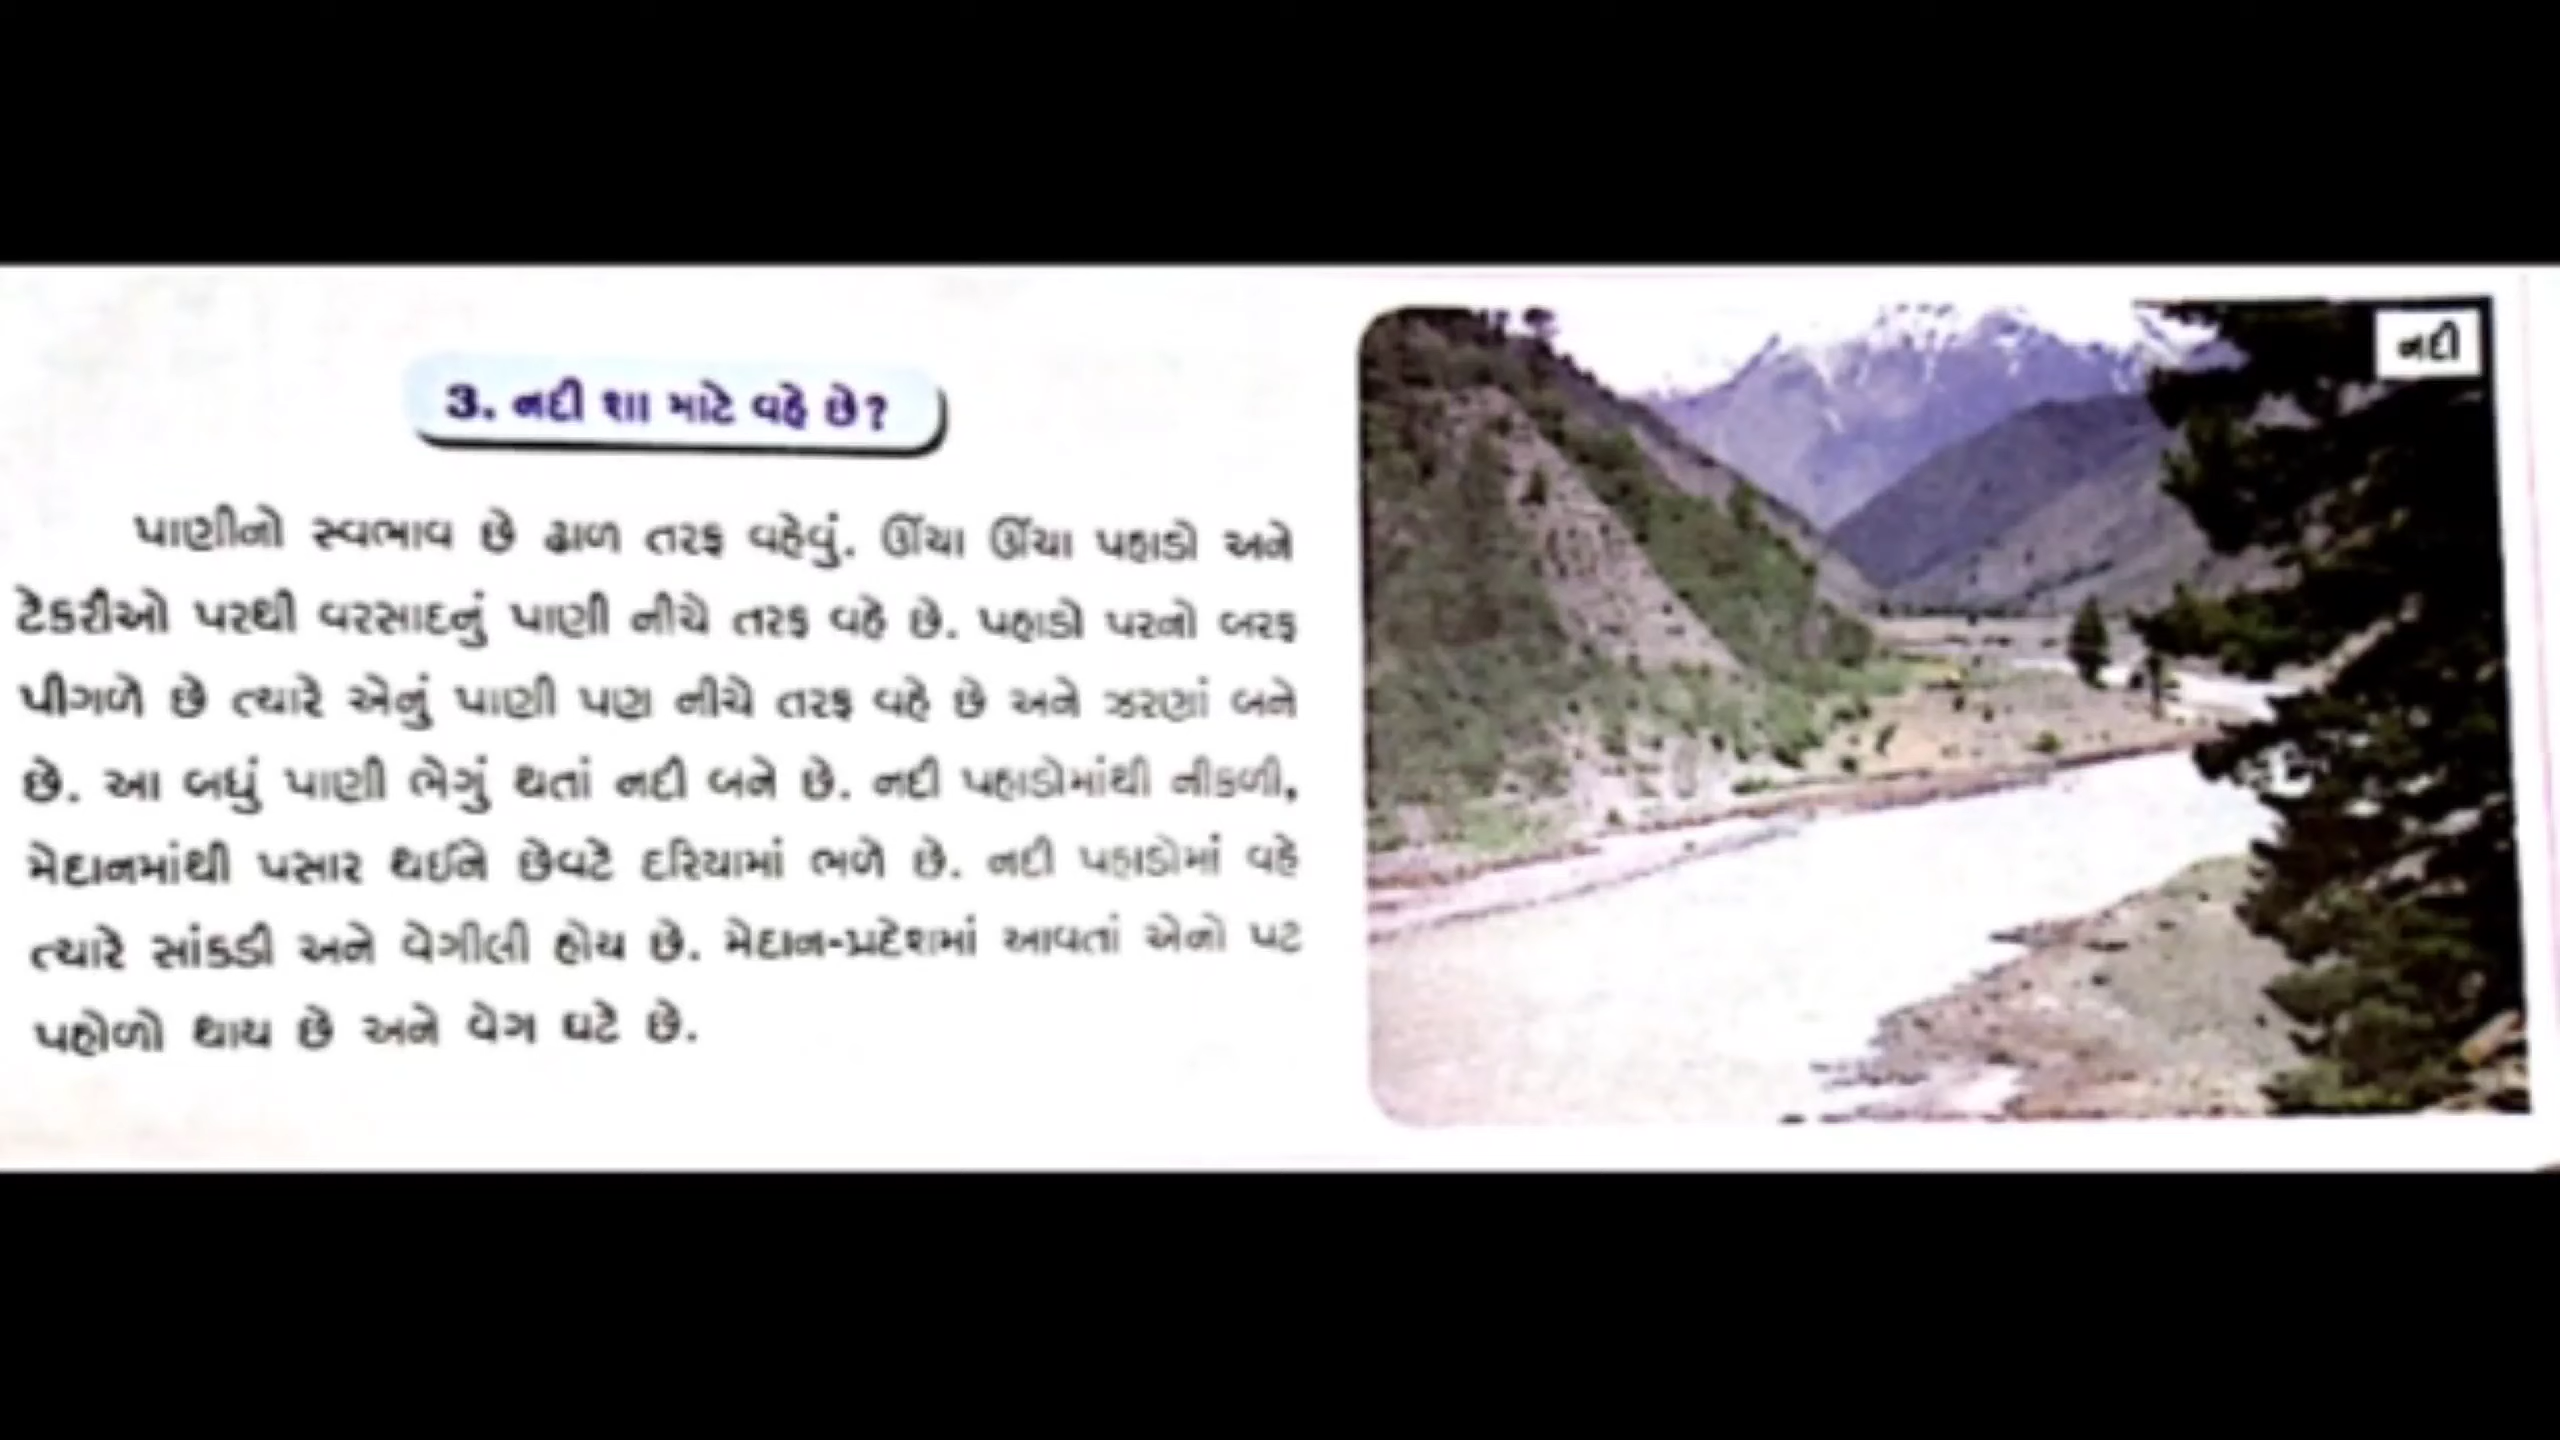 3. નદી શા માટે વહે છે?
પાણીનો સ્વભાવ છે ઢાળ તરફ વહેવું. ઊંચા ઊંચા પહાડો અને
ટેકરીઓ પરથી વરસાદનું પાણી નીચે તરફ વહે છે. પહાડો પરનો બરફ
પીગળે છે ત્યારે એનું પાણી પણ નીચે તરફ વહે છે અને ઝરણાં બને
છે. આ બધું પાણી ભેગું થતાં નદી બને છે. નદી પહાડોમાંથી નીકળી,
મેદાનમાંથી પસાર થઈને છેવટે દરિયામાં ભળે છે. નદી પહાડોમાં વહે
ત્યારે સાંકડી અને વેગીલી હોય છે. મેદાન-પ્રદેશમાં આવતાં એનો પટ
પહોળો થાય છે અને વેગ ઘટે છે.
નદી